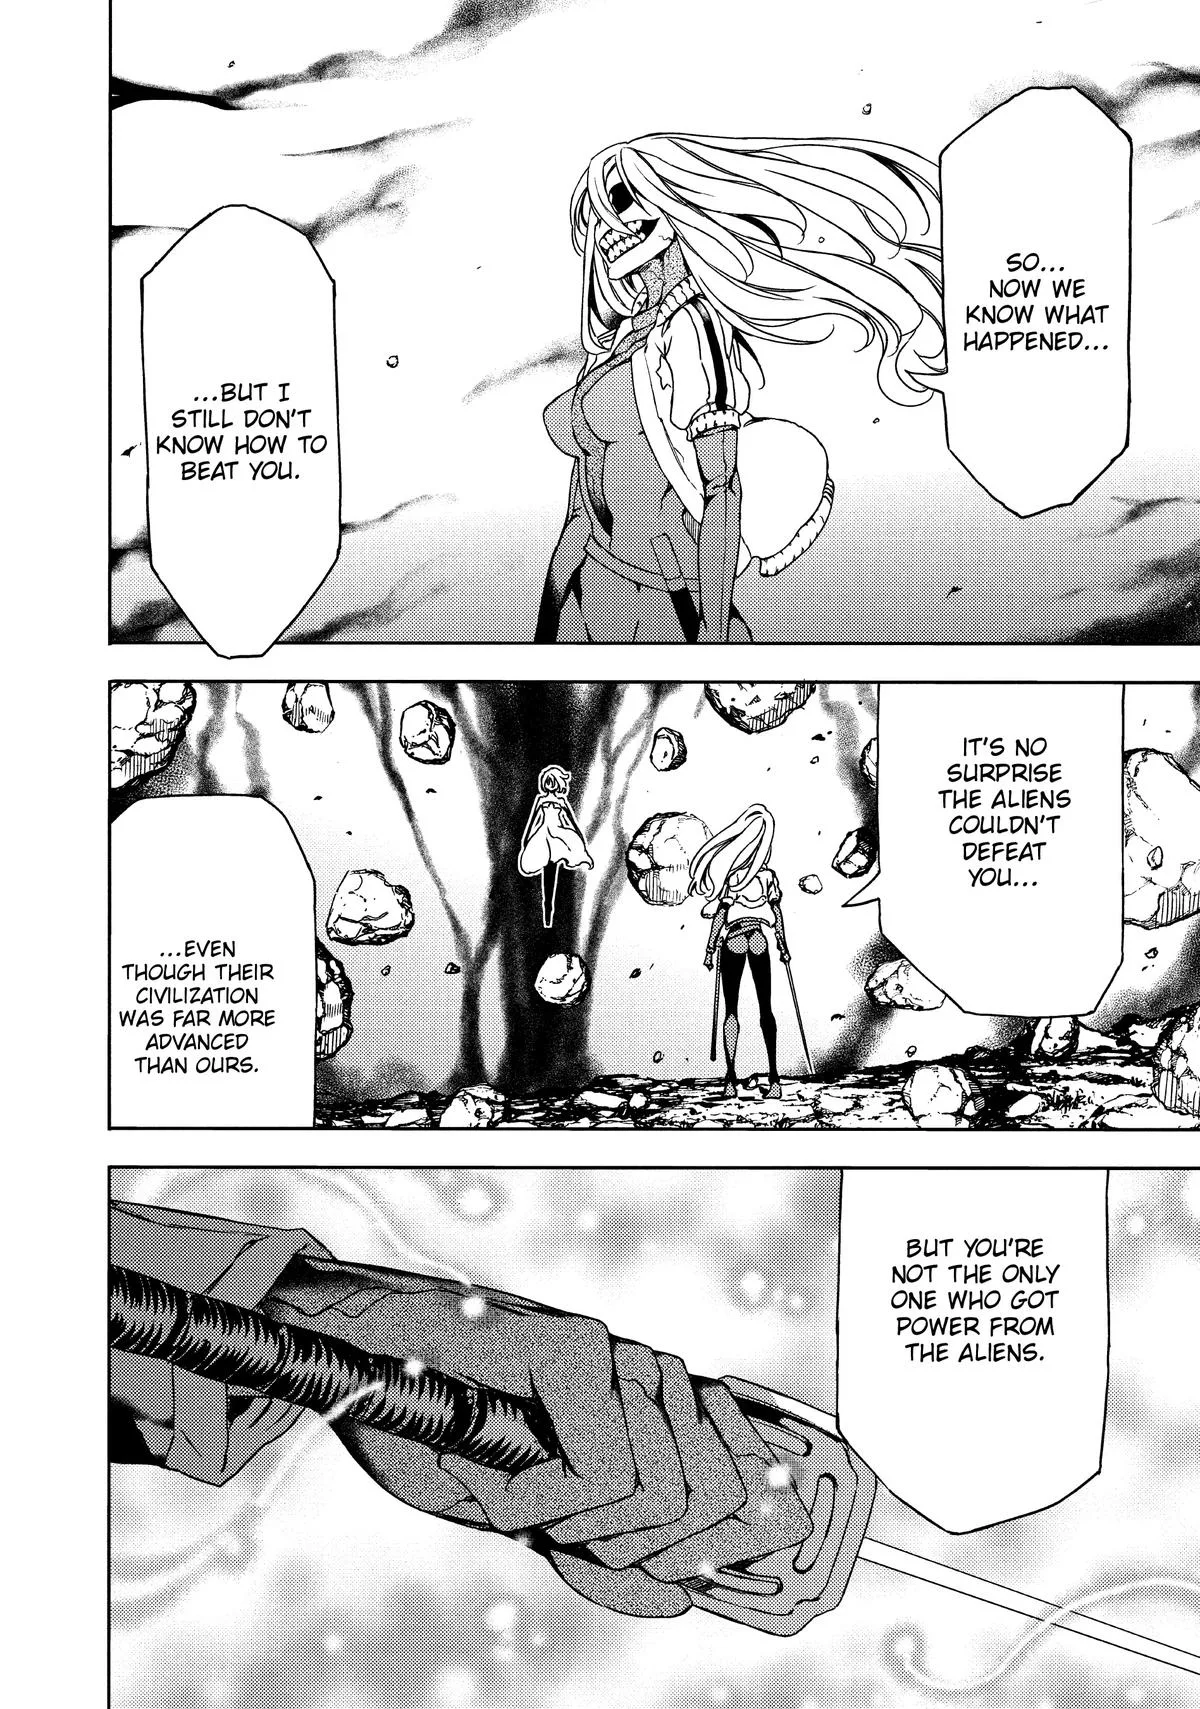 SO...
NOW WE
KNOW WHAT
HAPPENED...
...BUT I
STILL DON'T
KNOW HOW TO
BEAT YOU.
IT'S NO
SURPRISE
THE ALIENS
COULDN'T
DEFEAT
YOU...
...EVEN
THOUGH THEIR
CIVILIZATION
WAS FAR MORE
ADVANCED
THAN OURS.
BUT YOU'RE
NOT THE ONLY
ONE WHO GOT
POWER FROM
THE ALIENS.